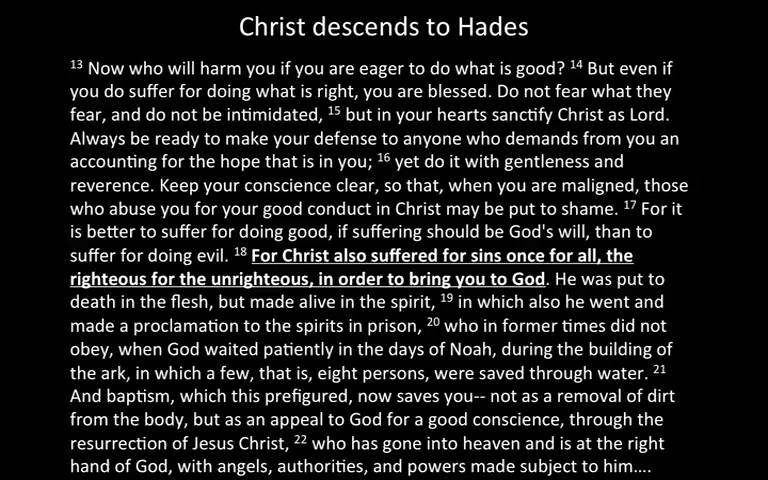 Christ descends to Hades
13 Now who will harm you if you are eager to do what is good? 14 But even if
you do suffer for doing what is right, you are blessed. Do not fear what they
fear, and do not be intimidated, 15 but in your hearts sanctify Christ as Lord.
Always be ready to make your defense to anyone who demands from you an
accounting for the hope that is in you; 16 yet do it with gentleness and
reverence. Keep your conscience clear, so that, when you are maligned, those
who abuse you for your good conduct in Christ may be put to shame. 17 For it
is better to suffer for doing good, if suffering should be God's will, than to
suffer for doing evil. 18 For Christ also suffered for sins once for all, the
righteous for the unrighteous, in order to bring you to God. He was put to
death in the flesh, but made alive in the spirit, 19 in which also he went and
made a proclamation to the spirits in prison, 20 who in former times did not
obey, when God waited patiently in the days of Noah, during the building of
the ark, in which a few, that is, eight persons, were saved through water. 21
And baptism, which this prefigured, now saves you-- not as a removal of dirt
from the body, but as an appeal to God for a good conscience, through the
resurrection of Jesus Christ, 22 who has gone into heaven and is at the right
hand of God, with angels, authorities, and powers made subject to him....